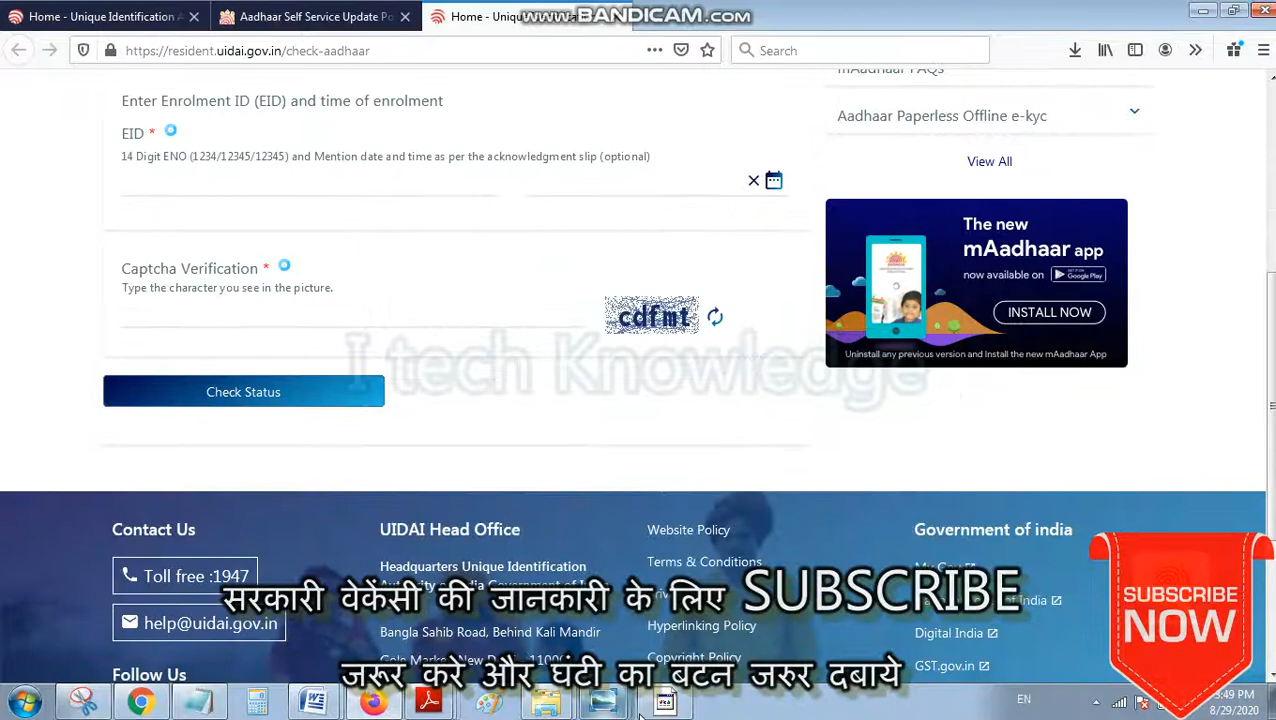 Home - Unique Identification A
Aadhaar Self Service Update Po
Home - Unique
WWW.BANDICAM.COM
https://resident.uidai.gov.in/check-aadhaar
Search
mAadhaar FAQs
Enter Enrolment ID (EID) and time of enrolment
Aadhaar Paperless Offline e-kyc
EID *
14 Digit ENO (1234/12345/12345) and Mention date and time as per the acknowledgment slip (optional)
View All
The new
mAadhaar app
now available on
Google Play
INSTALL NOW
Uninstall any previous version and Install the new mAadhaar App
Captcha Verification *
Type the character you see in the picture.
cdfmt
I tech Knowledge
Check Status
Contact Us
UIDAI Head Office
Website Policy
Government of india
Toll free :1947
Headquarters Unique Identification
Terms & Conditions
सरकारी वेकेंसी की जानकारी के लिए SUBSCRIBE
help@uidai.gov.in
Bangla Sahib Road, Behind Kali Mandir
Hyperlinking Policy
Digital India
Copyright Policy
GST.gov.in
Follow Us
जरूर करे और घंटी का बटन जरुर दबाये
SUBSCRIBE
NOW
EN
8/29/2020